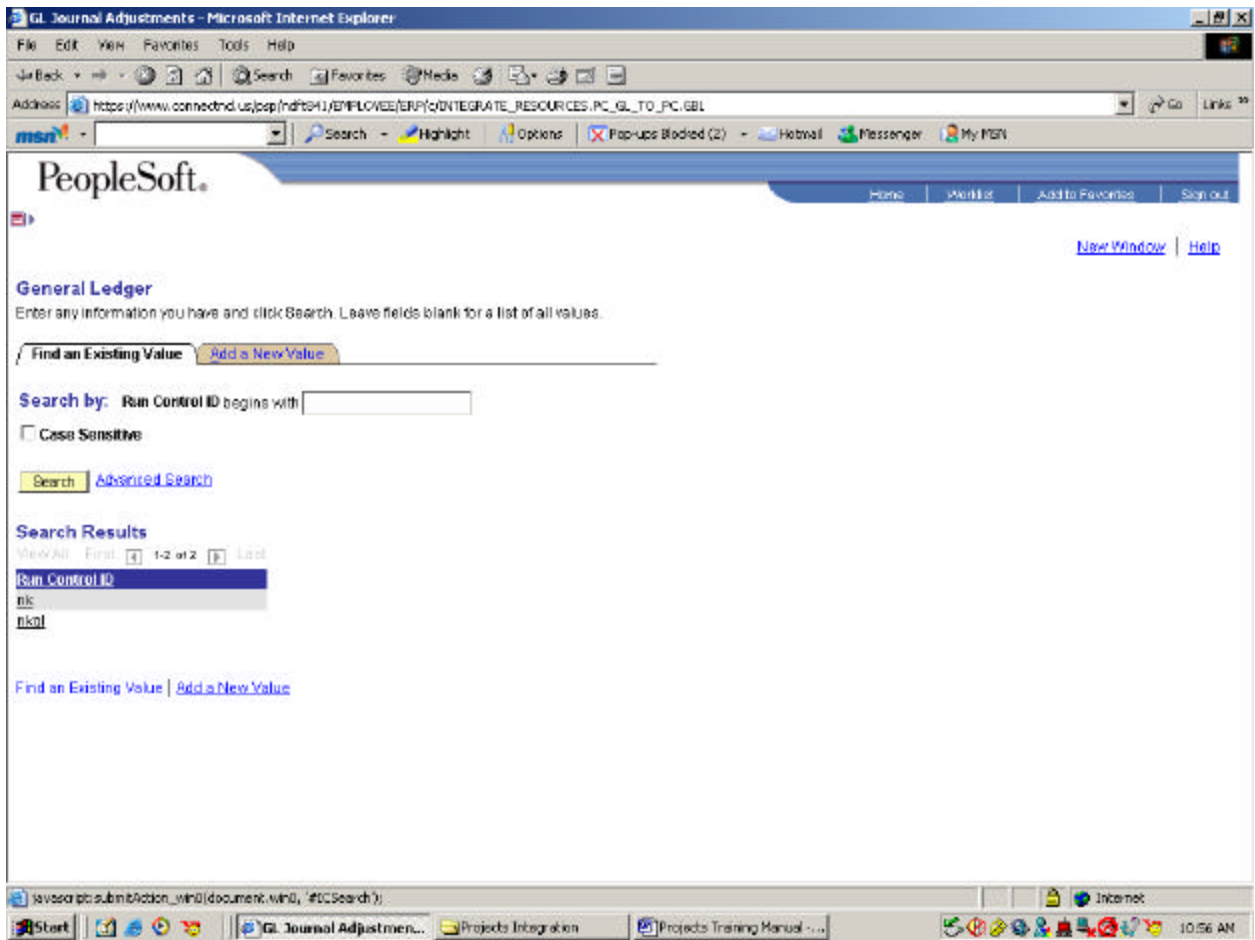 GL Journal Adjustments - Microsoft Internet Explorer
File Edit View Favorites Tools Help
Back Search Favorites Media
Address https://www.connectnd.us/psp/ndfts41/EMPLOYEE/ERP/c/INTEGRATE_RESOURCES.PC_GL_TO_PC.GBL Go Links »
msn Search Highlight Options Pop-ups Blocked (2) Hotmail Messenger My MSN
PeopleSoft.
Home Worklist Add to Favorites Sign out
New Window Help
General Ledger
Enter any information you have and click Search. Leave fields blank for a list of all values.
Find an Existing Value Add a New Value
Search by: Run Control ID begins with
Case Sensitive
Search Advanced Search
Search Results
View All First 1-2 of 2 Last
Run Control ID
nk
Find an Existing Value | Add a New Value
javascript:submitAction_win0(document.win0, '#ICSearch'); Internet
Start GL Journal Adjustmen... Projects Integration Projects Training Manual -... 10:56 AM